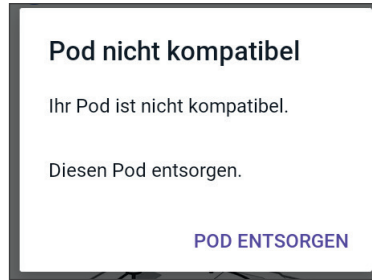 Pod nicht kompatibel
Ihr Pod ist nicht kompatibel.
Diesen Pod entsorgen.
POD ENTSORGEN